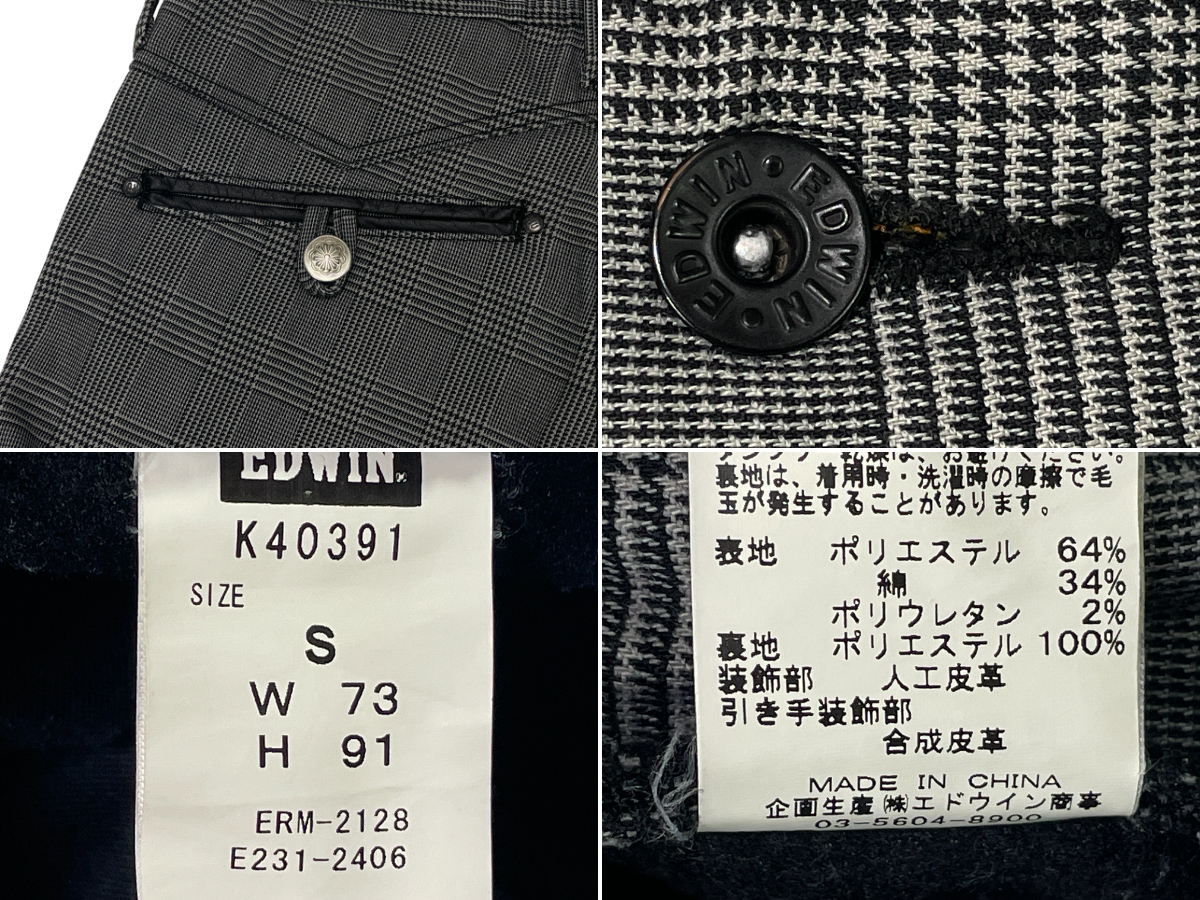 EDWIN・EDWIN・
EDWIN
K40391
SIZE
S
W 73
H 91
ERM-2128
E231-2406
裏地は、着用時・洗濯時の摩擦で毛
玉が発生することがあります。
表地 ポリエステル 64%
綿 34%
ポリウレタン 2%
裏地 ポリエステル 100%
装飾部 人工皮革
引き手装飾部
合成皮革
MADE IN CHINA
企画生産 ㈱エドウイン商事
03-5604-8900